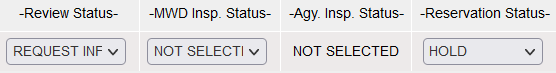 -Review Status- -MWD Insp. Status- -Agy. Insp. Status- -Reservation Status-
REQUEST INF NOT SELECTI NOT SELECTED HOLD